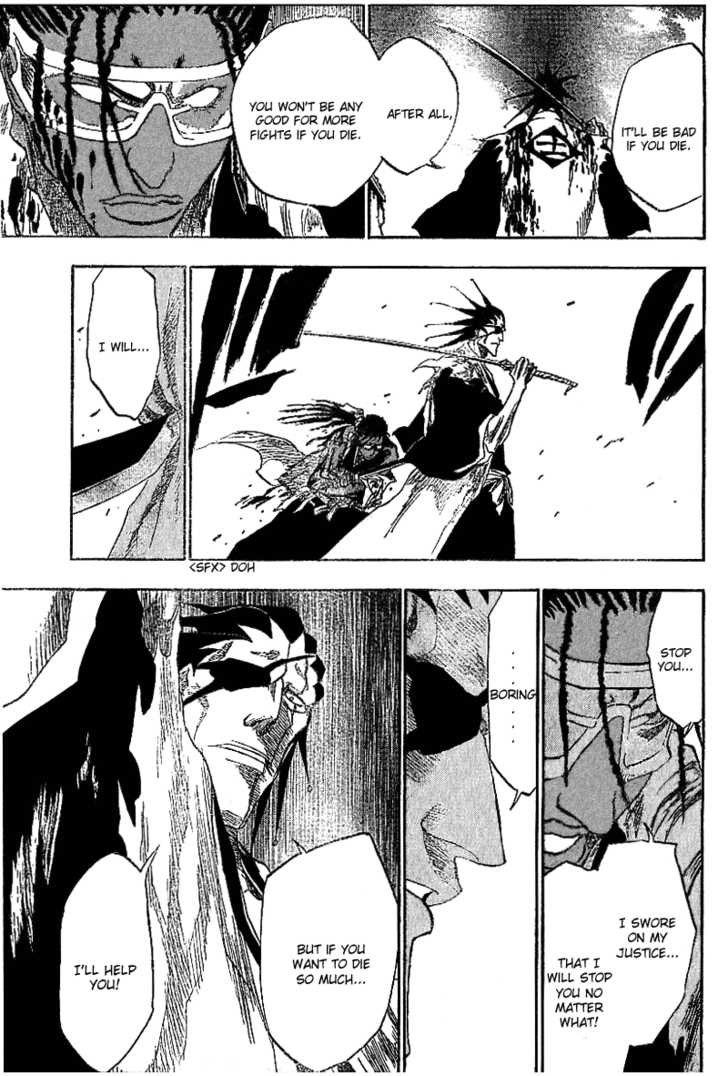 IT'LL BE BAD
IF YOU DIE.
AFTER ALL,
YOU WON'T BE ANY
GOOD FOR MORE
FIGHTS IF YOU DIE.
十一
<SFX> DOH
I WILL...
STOP
YOU...
I SWORE
ON MY
JUSTICE...
THAT I
WILL STOP
YOU NO
MATTER
WHAT!
......
BORING
......
BUT IF YOU
WANT TO DIE
SO MUCH...
I'LL HELP
YOU!